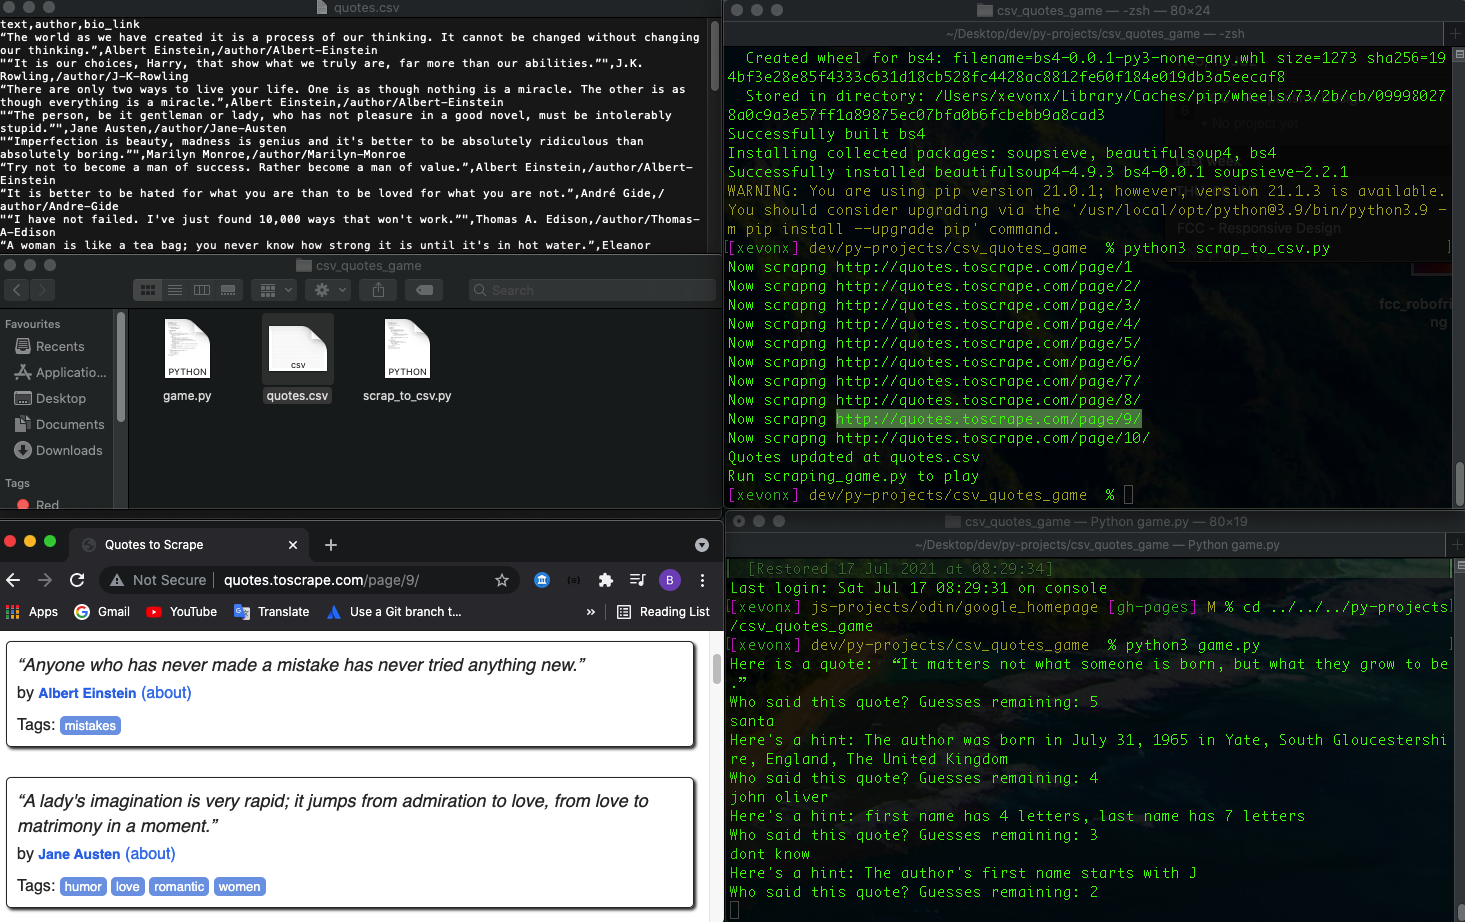 quotes.csv
text,author,bio_link
“The world as we have created it is a process of our thinking. It cannot be changed without changing
our thinking.”,Albert Einstein,/author/Albert-Einstein
"“It is our choices, Harry, that show what we truly are, far more than our abilities.”",J.K.
Rowling,/author/J-K-Rowling
“There are only two ways to live your life. One is as though nothing is a miracle. The other is as
though everything is a miracle.”,Albert Einstein,/author/Albert-Einstein
"“The person, be it gentleman or lady, who has not pleasure in a good novel, must be intolerably
stupid.”",Jane Austen,/author/Jane-Austen
"“Imperfection is beauty, madness is genius and it's better to be absolutely ridiculous than
absolutely boring.”",Marilyn Monroe,/author/Marilyn-Monroe
“Try not to become a man of success. Rather become a man of value.”,Albert Einstein,/author/Albert-
Einstein
“It is better to be hated for what you are than to be loved for what you are not.”,André Gide,/
author/Andre-Gide
"“I have not failed. I've just found 10,000 ways that won't work.”",Thomas A. Edison,/author/Thomas-
A-Edison
“A woman is like a tea bag; you never know how strong it is until it's in hot water.”,Eleanor
csv_quotes_game
Search
Favourites
Recents
Applicatio...
Desktop
Documents
Downloads
Tags
Red
PYTHON
game.py
CSV
quotes.csv
PYTHON
scrap_to_csv.py
Quotes to Scrape
Not Secure
quotes.toscrape.com/page/9/
B
Apps
Gmail
YouTube
Translate
Use a Git branch t...
»
Reading List
“Anyone who has never made a mistake has never tried anything new.”
by Albert Einstein (about)
Tags: mistakes
“A lady's imagination is very rapid; it jumps from admiration to love, from love to
matrimony in a moment.”
by Jane Austen (about)
Tags: humor love romantic women
csv_quotes_game — -zsh — 80×24
~/Desktop/dev/py-projects/csv_quotes_game — -zsh
Created wheel for bs4: filename=bs4-0.0.1-py3-none-any.whl size=1273 sha256=19
4bf3e28e85f4333c631d18cb528fc4428ac8812fe60f184e019db3a5eecaf8
Stored in directory: /Users/xevonx/Library/Caches/pip/wheels/73/2b/cb/09998027
8a0c9a3e57ff1a89875ec07bfa0b6fcbebb9a8cad3
Successfully built bs4
Installing collected packages: soupsieve, beautifulsoup4, bs4
Successfully installed beautifulsoup4-4.9.3 bs4-0.0.1 soupsieve-2.2.1
WARNING: You are using pip version 21.0.1; however, version 21.1.3 is available.
You should consider upgrading via the '/usr/local/opt/python@3.9/bin/python3.9 -
m pip install --upgrade pip' command.
[xevonx] dev/py-projects/csv_quotes_game % python3 scrap_to_csv.py
Now scrapng http://quotes.toscrape.com/page/1
Now scrapng http://quotes.toscrape.com/page/2/
Now scrapng http://quotes.toscrape.com/page/3/
Now scrapng http://quotes.toscrape.com/page/4/
Now scrapng http://quotes.toscrape.com/page/5/
Now scrapng http://quotes.toscrape.com/page/6/
Now scrapng http://quotes.toscrape.com/page/7/
Now scrapng http://quotes.toscrape.com/page/8/
Now scrapng http://quotes.toscrape.com/page/9/
Now scrapng http://quotes.toscrape.com/page/10/
Quotes updated at quotes.csv
Run scraping_game.py to play
[xevonx] dev/py-projects/csv_quotes_game %
No project yet
FCC - Responsive Design
fcc_robofri
ng
csv_quotes_game — Python game.py — 80×19
~/Desktop/dev/py-projects/csv_quotes_game — Python game.py
[Restored 17 Jul 2021 at 08:29:34]
Last login: Sat Jul 17 08:29:31 on console
[xevonx] js-projects/odin/google_homepage [gh-pages] M % cd ../../../py-projects
/csv_quotes_game
[xevonx] dev/py-projects/csv_quotes_game % python3 game.py
Here is a quote: “It matters not what someone is born, but what they grow to be
.”
Who said this quote? Guesses remaining: 5
santa
Here's a hint: The author was born in July 31, 1965 in Yate, South Gloucestershi
re, England, The United Kingdom
Who said this quote? Guesses remaining: 4
john oliver
Here's a hint: first name has 4 letters, last name has 7 letters
Who said this quote? Guesses remaining: 3
dont know
Here's a hint: The author's first name starts with J
Who said this quote? Guesses remaining: 2